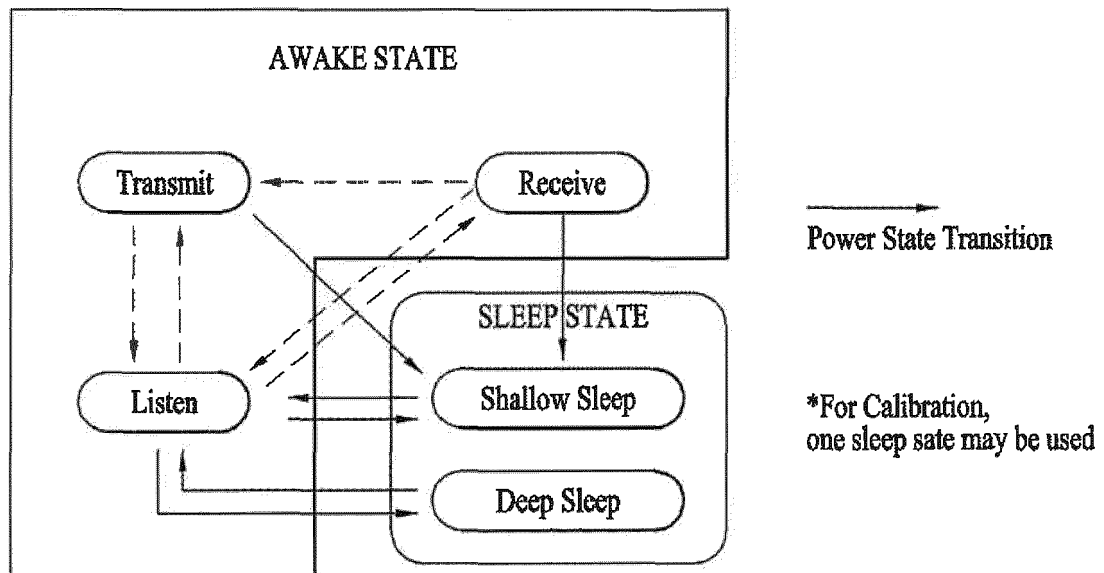 AWAKE STATE
Transmit
Receive
Power State Transition
SLEEP STATE
Listen
Shallow Sleep
*For Calibration,
one sleep sate may be used
Deep Sleep